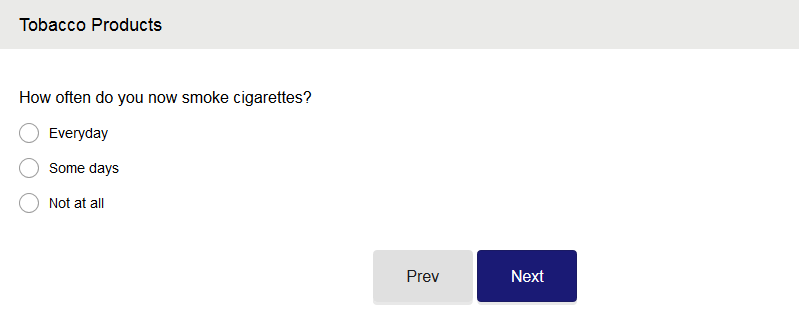 Tobacco Products
How often do you now smoke cigarettes?
Everyday
Some days
Not at all
Prev
Next